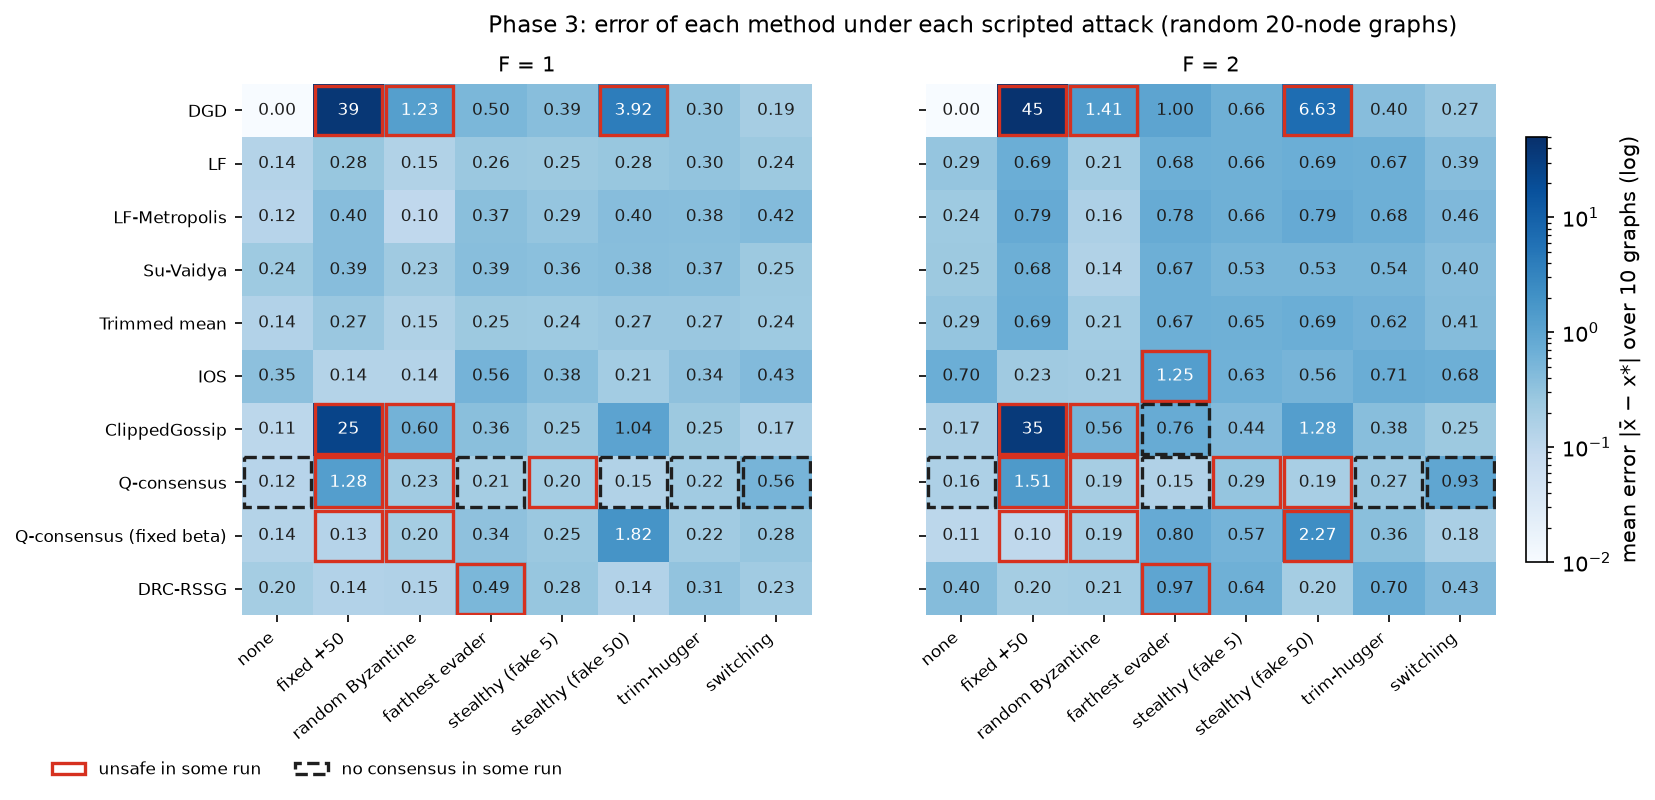 Phase 3: error of each method under each scripted attack (random 20-node graphs)
F = 1
F = 2
DGD 0.00 39 1.23 0.50 0.39 3.92 0.30 0.19 0.00 45 1.41 1.00 0.66 6.63 0.40 0.27
LF 0.14 0.28 0.15 0.26 0.25 0.28 0.30 0.24 0.29 0.69 0.21 0.68 0.66 0.69 0.67 0.39
LF-Metropolis 0.12 0.40 0.10 0.37 0.29 0.40 0.38 0.42 0.24 0.79 0.16 0.78 0.66 0.79 0.68 0.46
Su-Vaidya 0.24 0.39 0.23 0.39 0.36 0.38 0.37 0.25 0.25 0.68 0.14 0.67 0.53 0.53 0.54 0.40
Trimmed mean 0.14 0.27 0.15 0.25 0.24 0.27 0.27 0.24 0.29 0.69 0.21 0.67 0.65 0.69 0.62 0.41
IOS 0.35 0.14 0.14 0.56 0.38 0.21 0.34 0.43 0.70 0.23 0.21 1.25 0.63 0.56 0.71 0.68
ClippedGossip 0.11 25 0.60 0.36 0.25 1.04 0.25 0.17 0.17 35 0.56 0.76 0.44 1.28 0.38 0.25
Q-consensus 0.12 1.28 0.23 0.21 0.20 0.15 0.22 0.56 0.16 1.51 0.19 0.15 0.29 0.19 0.27 0.93
Q-consensus (fixed beta) 0.14 0.13 0.20 0.34 0.25 1.82 0.22 0.28 0.11 0.10 0.19 0.80 0.57 2.27 0.36 0.18
DRC-RSSG 0.20 0.14 0.15 0.49 0.28 0.14 0.31 0.23 0.40 0.20 0.21 0.97 0.64 0.20 0.70 0.43
none
fixed +50
random Byzantine
farthest evader
stealthy (fake 5)
stealthy (fake 50)
trim-hugger
switching
none
fixed +50
random Byzantine
farthest evader
stealthy (fake 5)
stealthy (fake 50)
trim-hugger
switching
10¹
10⁰
10⁻¹
10⁻²
mean error |x̄ − x*| over 10 graphs (log)
unsafe in some run
no consensus in some run